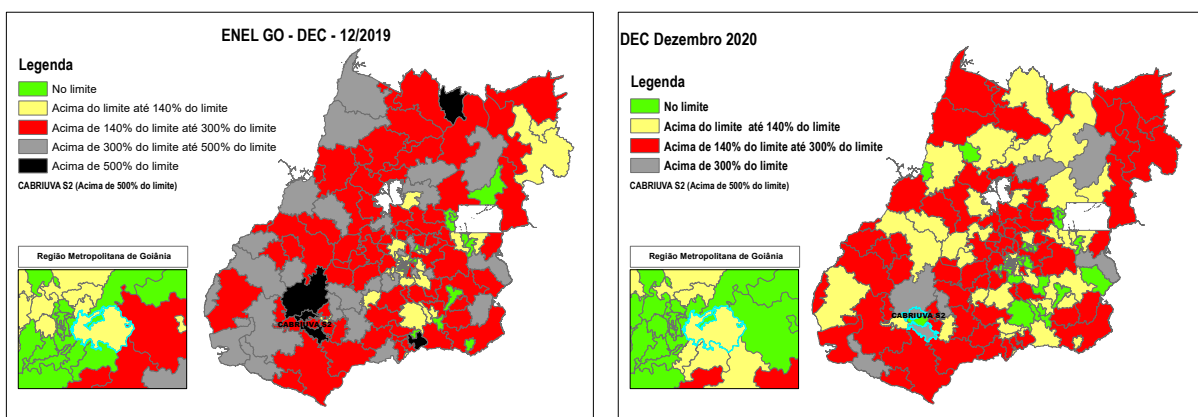 ENEL GO - DEC - 12/2019
Legenda
No limite
Acima do limite até 140% do limite
Acima de 140% do limite até 300% do limite
Acima de 300% do limite até 500% do limite
Acima de 500% do limite
CABRIUVA S2 (Acima de 500% do limite)
Região Metropolitana de Goiânia
CABRIUVA S2
DEC Dezembro 2020
Legenda
No limite
Acima do limite até 140% do limite
Acima de 140% do limite até 300% do limite
Acima de 300% do limite
CABRIUVA S2 (Acima de 500% do limite)
Região Metropolitana de Goiânia
CABRIUVA S2